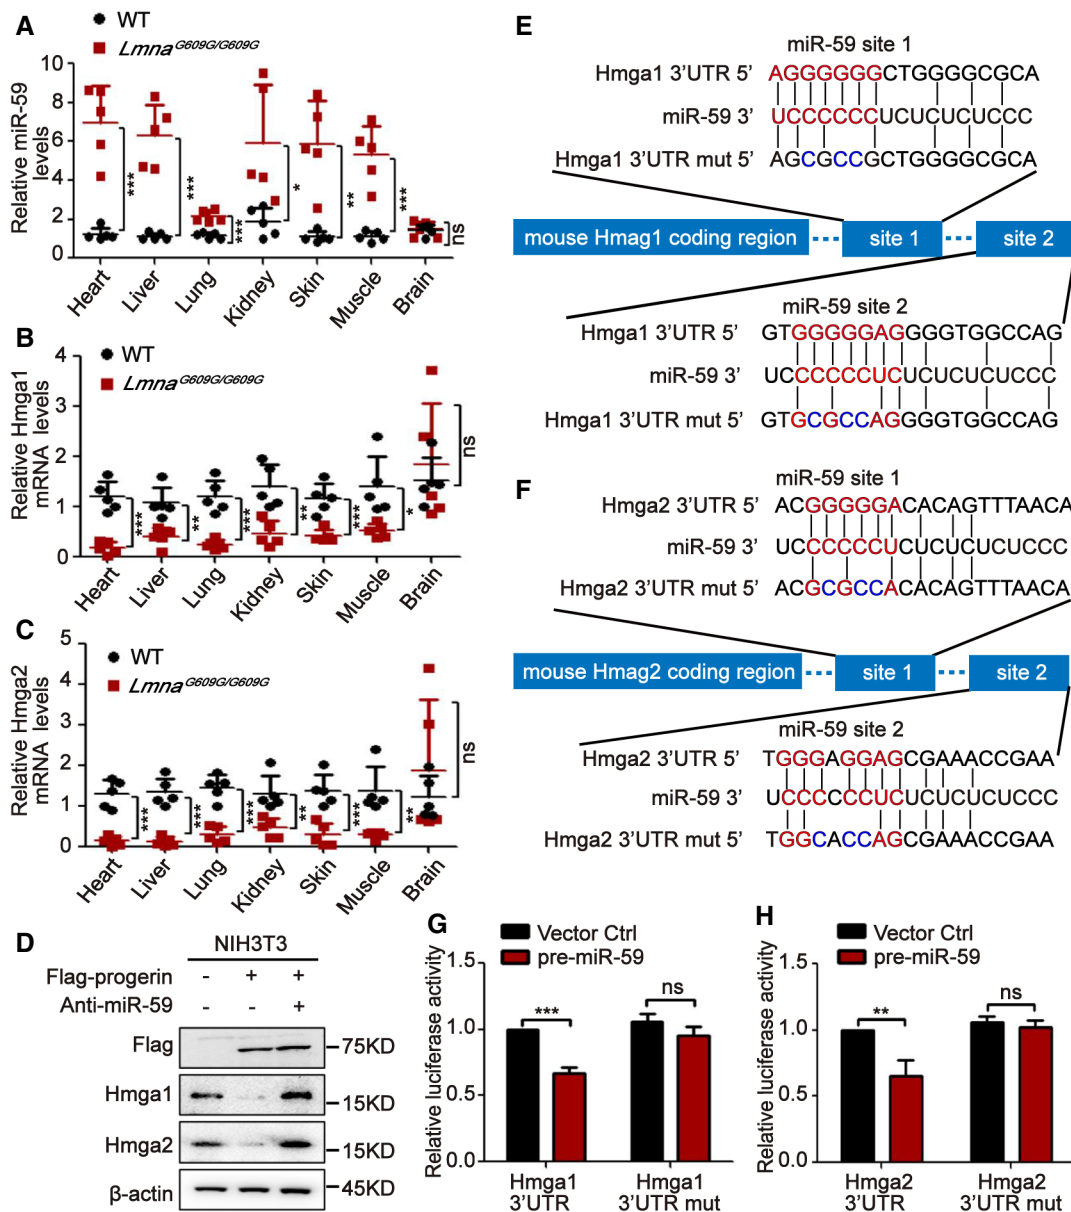 A
WT
Lmna G609G/G609G
Relative miR-59
levels
10
8
6
4
2
0
***
***
***
*
**
***
ns
Heart
Liver
Lung
Kidney
Skin
Muscle
Brain
B
WT
Lmna G609G/G609G
Relative Hmga1
mRNA levels
4
3
2
1
0
***
**
***
**
***
*
ns
Heart
Liver
Lung
Kidney
Skin
Muscle
Brain
C
WT
Lmna G609G/G609G
Relative Hmga2
mRNA levels
5
4
3
2
1
0
***
***
***
**
***
**
ns
Heart
Liver
Lung
Kidney
Skin
Muscle
Brain
D
NIH3T3
Flag-progerin - + +
Anti-miR-59 - - +
Flag
75KD
Hmga1
15KD
Hmga2
15KD
β-actin
45KD
E
miR-59 site 1
Hmga1 3'UTR 5' AGGGGGGCTGGGGCGCA
miR-59 3' UCCCCCCUCUCUCUCCC
Hmga1 3'UTR mut 5' AGCGCCGCTGGGGCGCA
mouse Hmag1 coding region
site 1
site 2
miR-59 site 2
Hmga1 3'UTR 5' GTGGGGGAGGGGTGGCCAG
miR-59 3' UCCCCCCUCUCUCUCUCCC
Hmga1 3'UTR mut 5' GTGCGCCAGGGGTGGCCAG
F
miR-59 site 1
Hmga2 3'UTR 5' ACGGGGGACACAGTTTAACA
miR-59 3' UCCCCCCUCUCUCUCUCCC
Hmga2 3'UTR mut 5' ACGCGCCACACAGTTTAACA
mouse Hmag2 coding region
site 1
site 2
miR-59 site 2
Hmga2 3'UTR 5' TGGGAGGAGCGAAACCGAA
miR-59 3' UCCCCCCUCUCUCUCUCCC
Hmga2 3'UTR mut 5' TGGCACCAGCGAAACCGAA
G
Vector Ctrl
pre-miR-59
Relative luciferase activity
1.5
1.0
0.5
0.0
***
ns
Hmga1
3'UTR
Hmga1
3'UTR mut
H
Vector Ctrl
pre-miR-59
Relative luciferase activity
1.5
1.0
0.5
0.0
**
ns
Hmga2
3'UTR
Hmga2
3'UTR mut